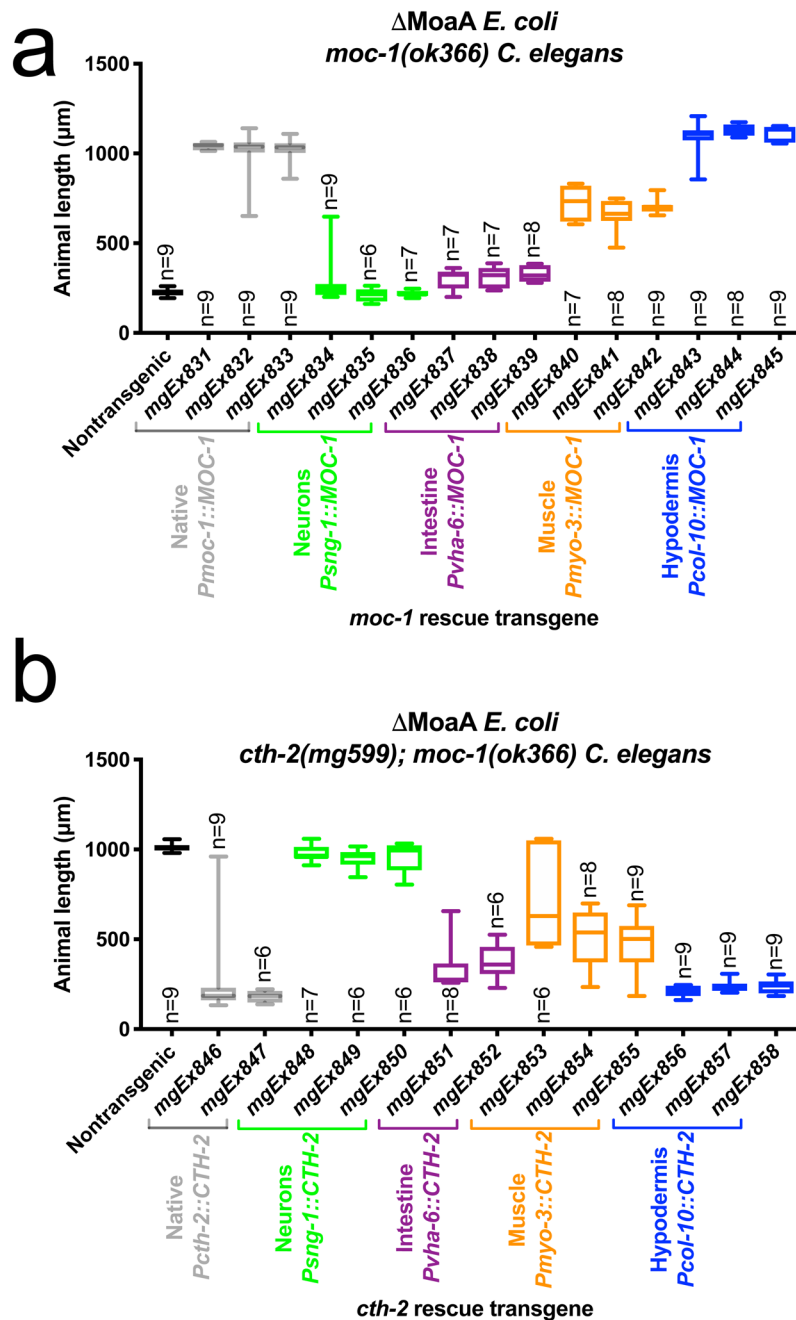 a
ΔMoaA E. coli
moc-1(ok366) C. elegans
Animal length (µm)
1500
1000
500
0
n=9
n=9
n=9
n=9
n=9
n=6
n=7
n=7
n=7
n=8
n=7
n=8
n=9
n=9
n=8
n=9
Nontransgenic
mgEx831
mgEx832
mgEx833
mgEx834
mgEx835
mgEx836
mgEx837
mgEx838
mgEx839
mgEx840
mgEx841
mgEx842
mgEx843
mgEx844
mgEx845
Native
Pmoc-1::MOC-1
Neurons
Psng-1::MOC-1
Intestine
Pvha-6::MOC-1
Muscle
Pmyo-3::MOC-1
Hypodermis
Pcol-10::MOC-1
moc-1 rescue transgene
b
ΔMoaA E. coli
cth-2(mg599); moc-1(ok366) C. elegans
Animal length (µm)
1500
1000
500
0
n=9
n=9
n=6
n=7
n=6
n=6
n=8
n=6
n=6
n=8
n=9
n=9
n=9
n=9
Nontransgenic
mgEx846
mgEx847
mgEx848
mgEx849
mgEx850
mgEx851
mgEx852
mgEx853
mgEx854
mgEx855
mgEx856
mgEx857
mgEx858
Native
Pcth-2::CTH-2
Neurons
Psng-1::CTH-2
Intestine
Pvha-6::CTH-2
Muscle
Pmyo-3::CTH-2
Hypodermis
Pcol-10::CTH-2
cth-2 rescue transgene